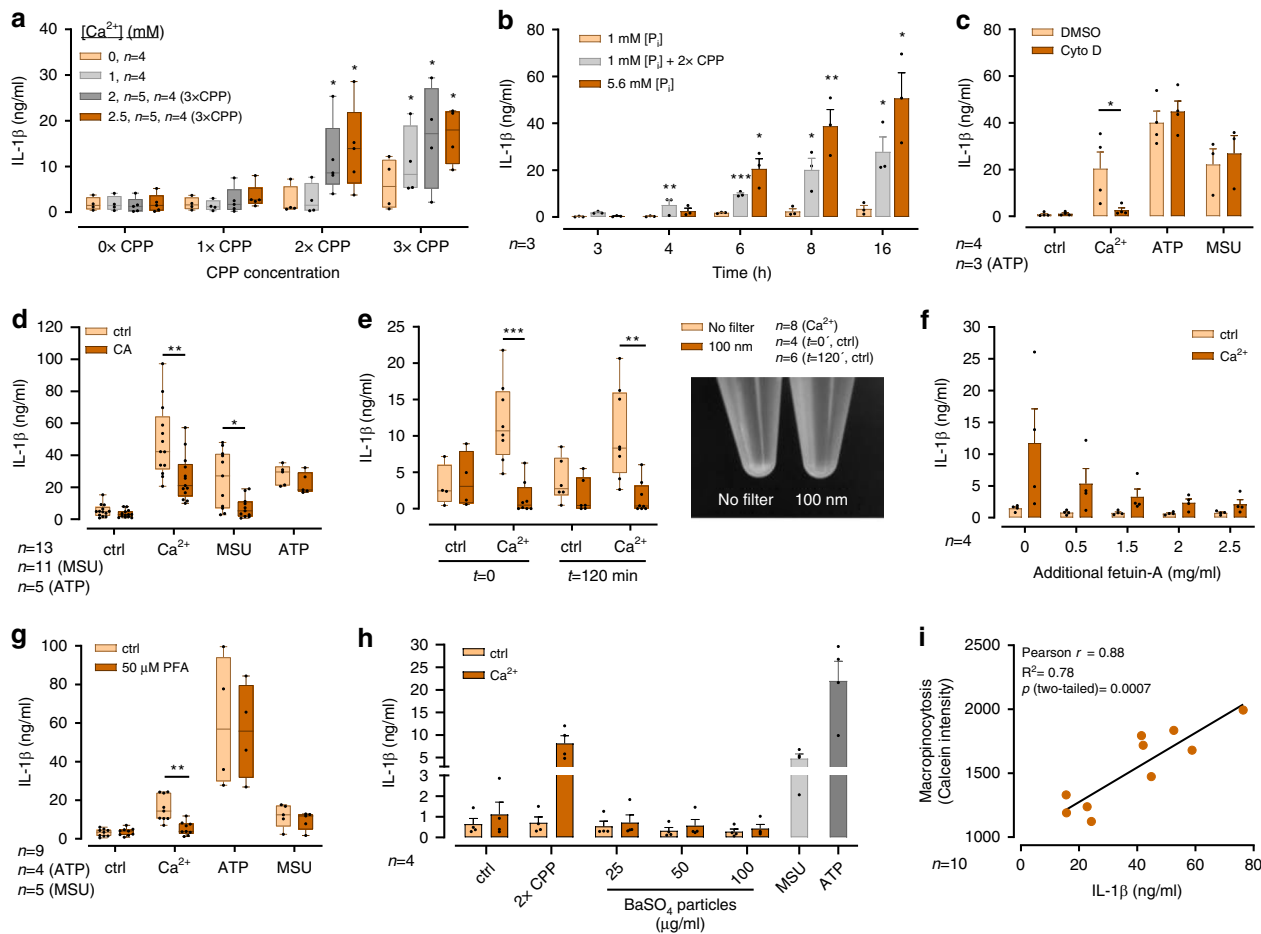 a
[Ca²⁺] (mM)
0, n=4
1, n=4
2, n=5, n=4 (3×CPP)
2.5, n=5, n=4 (3×CPP)
IL-1β (ng/ml)
40
30
20
10
0
* * * * *
0× CPP 1× CPP 2× CPP 3× CPP
CPP concentration
b
1 mM [Pᵢ]
1 mM [Pᵢ] + 2× CPP
5.6 mM [Pᵢ]
IL-1β (ng/ml)
80
60
40
20
0
** *** * * ** * *
n=3
3 4 6 8 16
Time (h)
c
DMSO
Cyto D
IL-1β (ng/ml)
80
60
40
20
0
*
ctrl Ca²⁺ ATP MSU
n=4
n=3 (ATP)
d
ctrl
CA
IL-1β (ng/ml)
120
100
80
60
40
20
0
** *
ctrl Ca²⁺ MSU ATP
n=13
n=11 (MSU)
n=5 (ATP)
e
IL-1β (ng/ml)
25
20
15
10
5
0
*** **
ctrl Ca²⁺ ctrl Ca²⁺
t=0 t=120 min
No filter
100 nm
n=8 (Ca²⁺)
n=4 (t=0´, ctrl)
n=6 (t=120´, ctrl)
No filter 100 nm
f
ctrl
Ca²⁺
IL-1β (ng/ml)
30
25
20
15
10
5
0
n=4
0 0.5 1.5 2 2.5
Additional fetuin-A (mg/ml)
g
ctrl
50 μM PFA
IL-1β (ng/ml)
100
80
60
40
20
0
**
ctrl Ca²⁺ ATP MSU
n=9
n=4 (ATP)
n=5 (MSU)
h
ctrl
Ca²⁺
IL-1β (ng/ml)
30
25
20
15
10
5
3
2
1
0
n=4
ctrl 2× CPP 25 50 100 MSU ATP
BaSO₄ particles
(μg/ml)
i
Pearson r = 0.88
R²= 0.78
p (two-tailed)= 0.0007
Macropinocytosis
(Calcein intensity)
2500
2000
1500
1000
n=10
0 20 40 60 80
IL-1β (ng/ml)